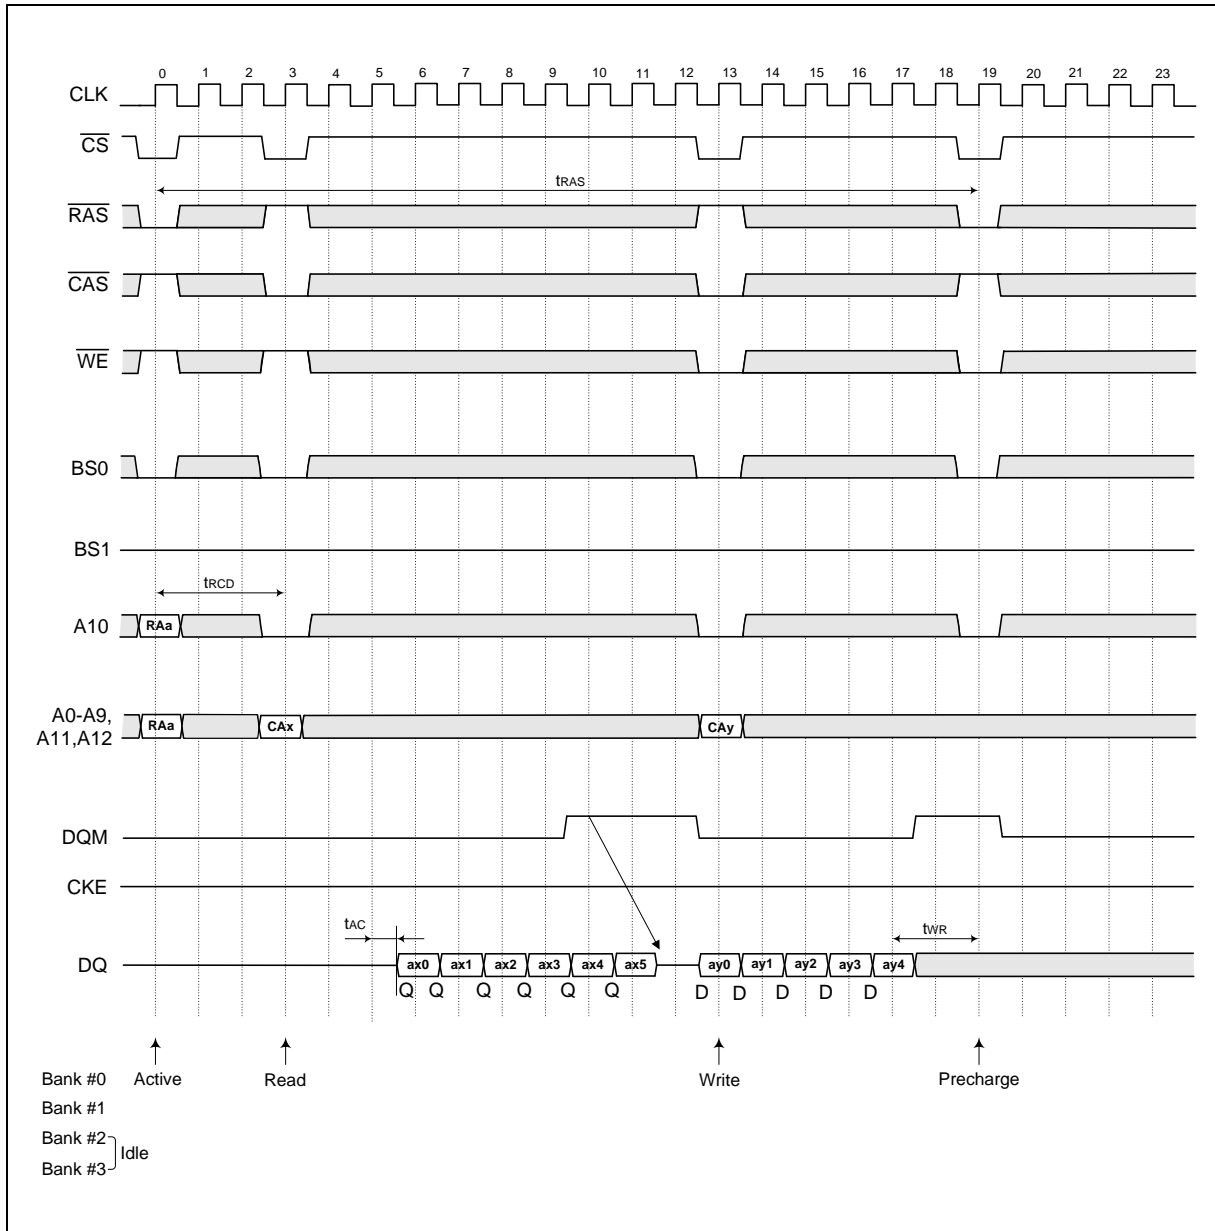 0 1 2 3 4 5 6 7 8 9 10 11 12 13 14 15 16 17 18 19 20 21 22 23
CLK
CS
tRAS
RAS
CAS
WE
BS0
BS1
tRCD
A10 RAa
A0-A9,
A11,A12
RAa CAx CAy
DQM
CKE
tAC tWR
DQ ax0 ax1 ax2 ax3 ax4 ax5 ay0 ay1 ay2 ay3 ay4
Q Q Q Q Q Q D D D D D
Bank #0 Active Read Write Precharge
Bank #1
Bank #2
Idle
Bank #3